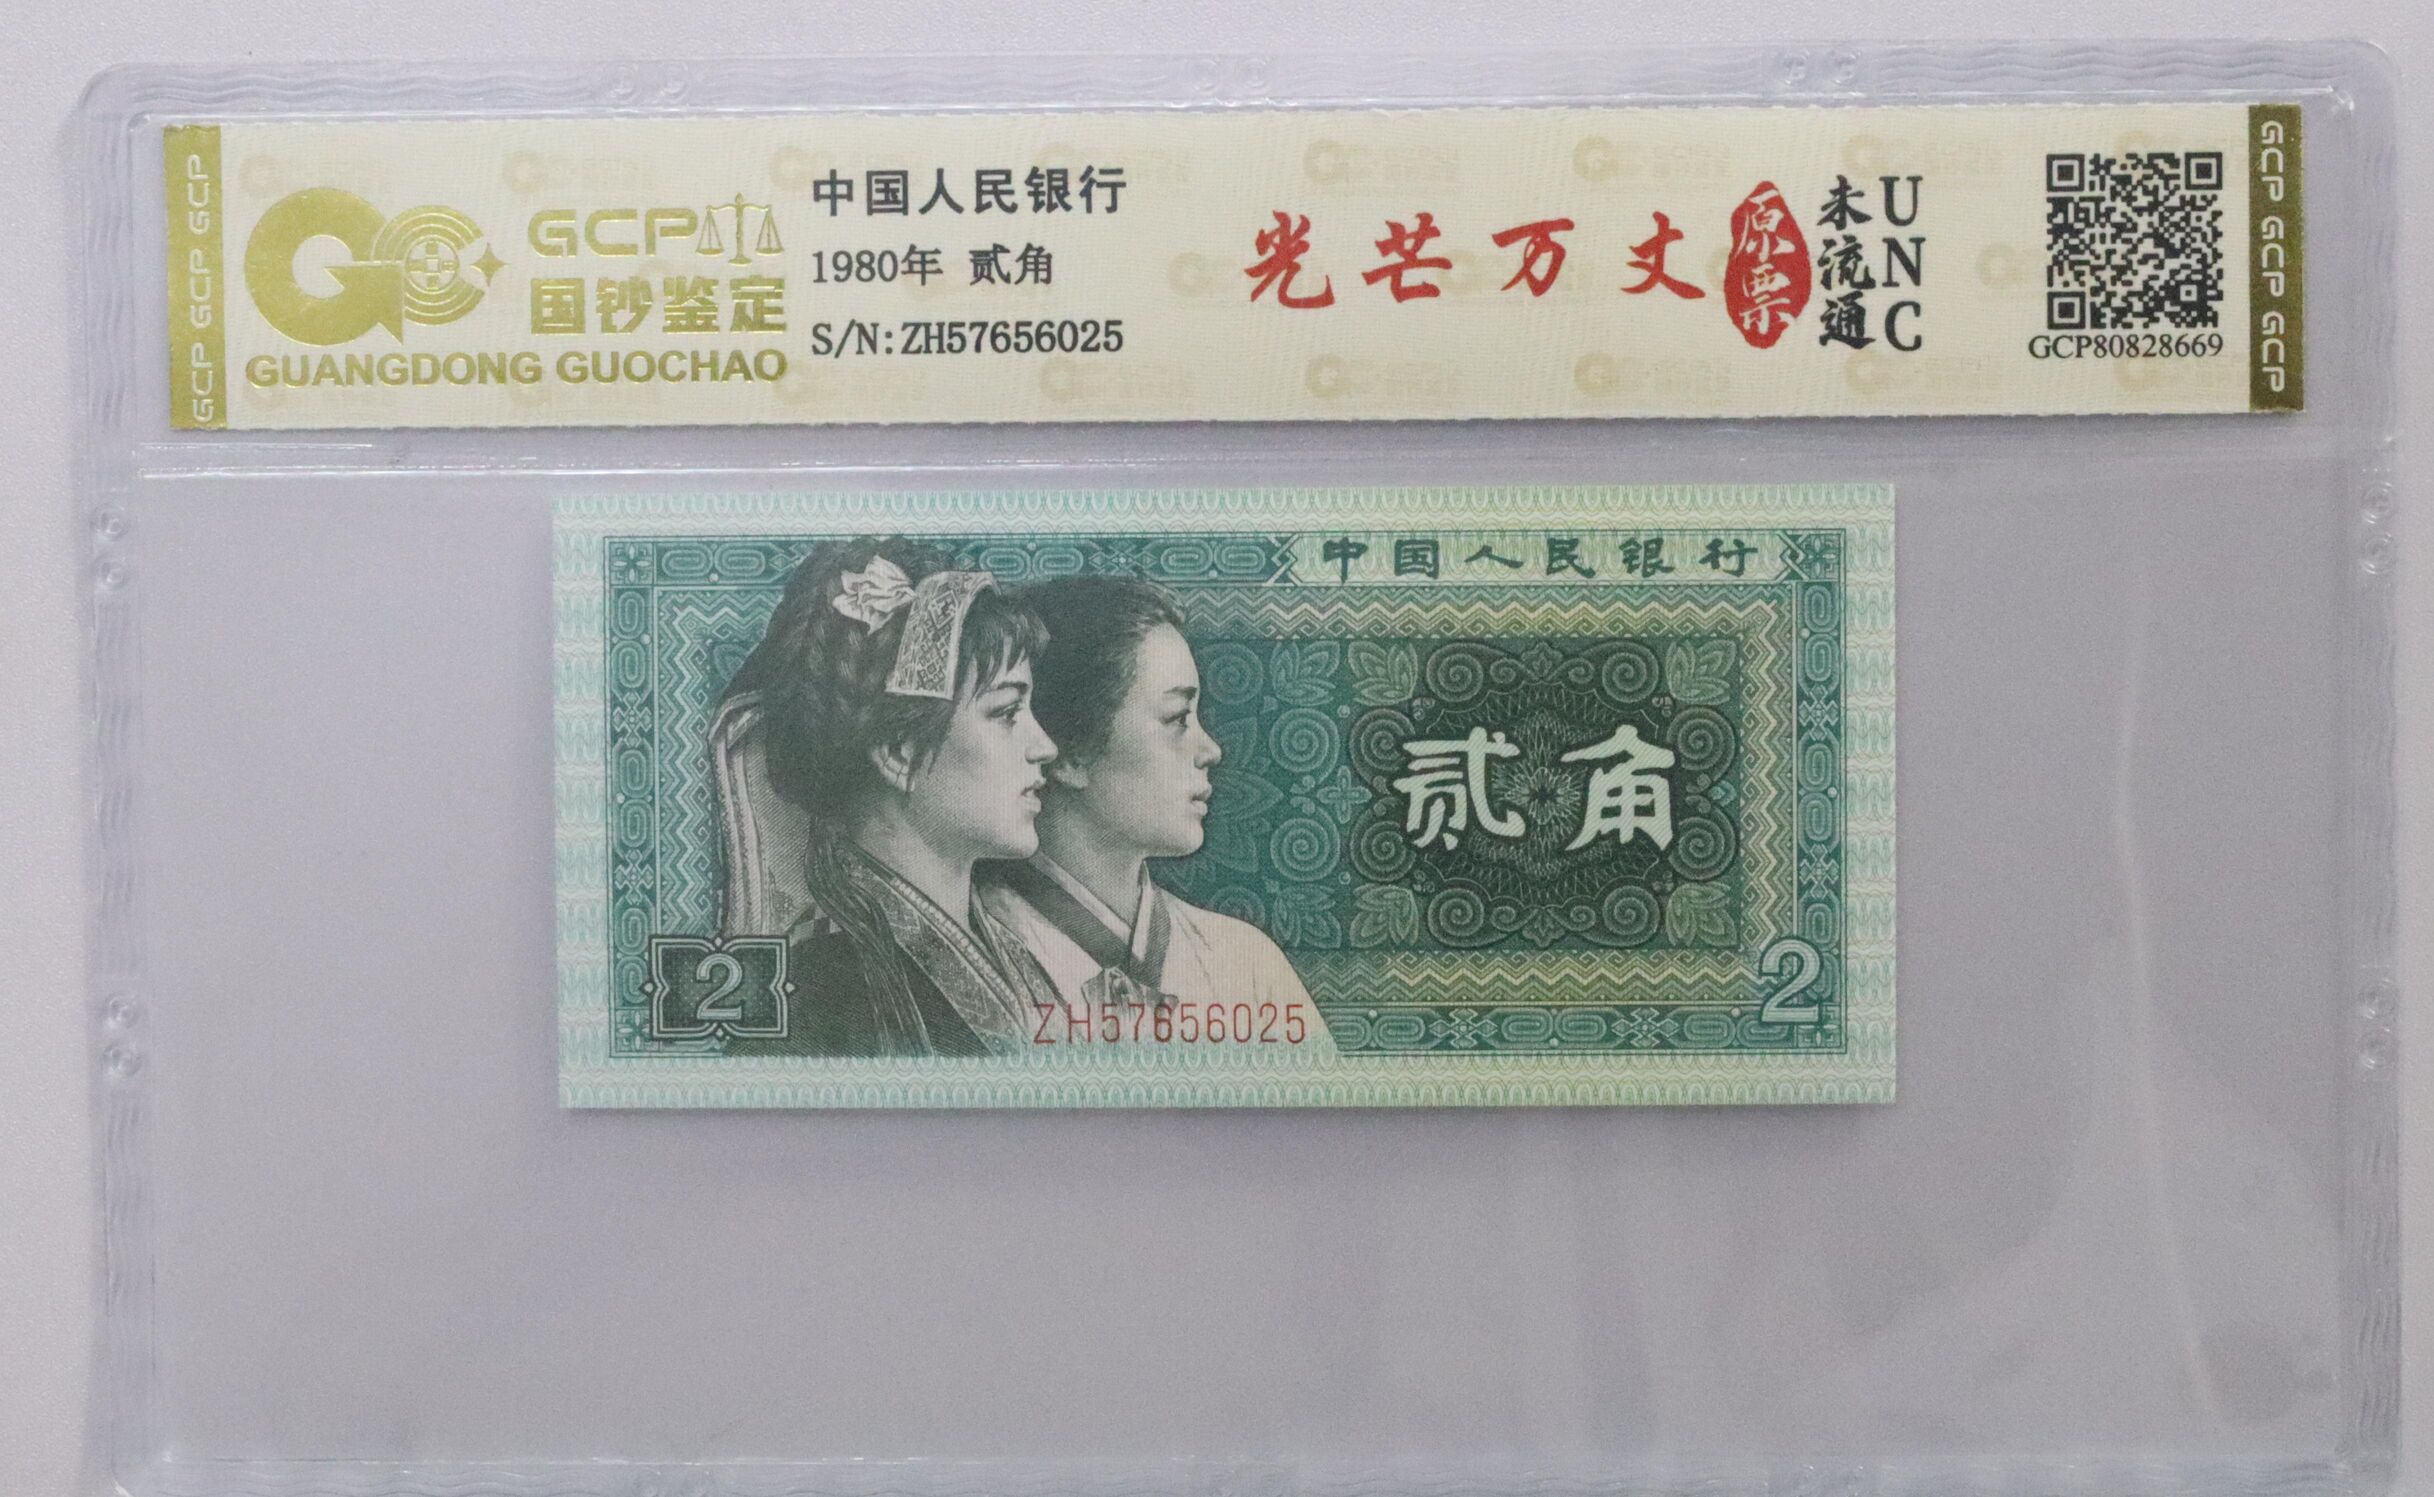 GCP GCP GCP
GCP
国钞鉴定
GUANGDONG GUOCHAO
中国人民银行
1980年 贰角
S/N:ZH57656025
光芒万丈
原票
未流通
UNC
GCP80828669
GCP GCP GCP
中国人民银行
贰角
2
2
ZH57656025